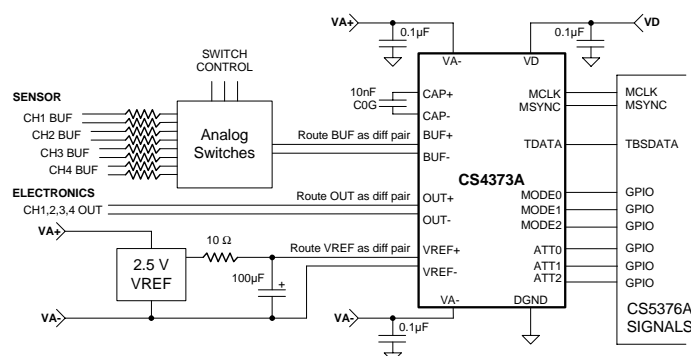 VA+
0.1µF
VA-
0.1µF
VD
VD
SWITCH
CONTROL
SENSOR
CH1 BUF
CH2 BUF
CH3 BUF
CH4 BUF
Analog
Switches
10nF
C0G
CAP+
CAP-
Route BUF as diff pair
BUF+
BUF-
ELECTRONICS
CH1,2,3,4 OUT
Route OUT as diff pair
OUT+
OUT-
VA+
2.5 V
VREF
10 Ω
100µF
+
Route VREF as diff pair
VREF+
VREF-
VA-
VA-
0.1µF
VA-
DGND
CS4373A
MCLK
MSYNC
TDATA
MODE0
MODE1
MODE2
ATT0
ATT1
ATT2
MCLK
MSYNC
TBSDATA
GPIO
GPIO
GPIO
GPIO
GPIO
GPIO
CS5376A
SIGNALS